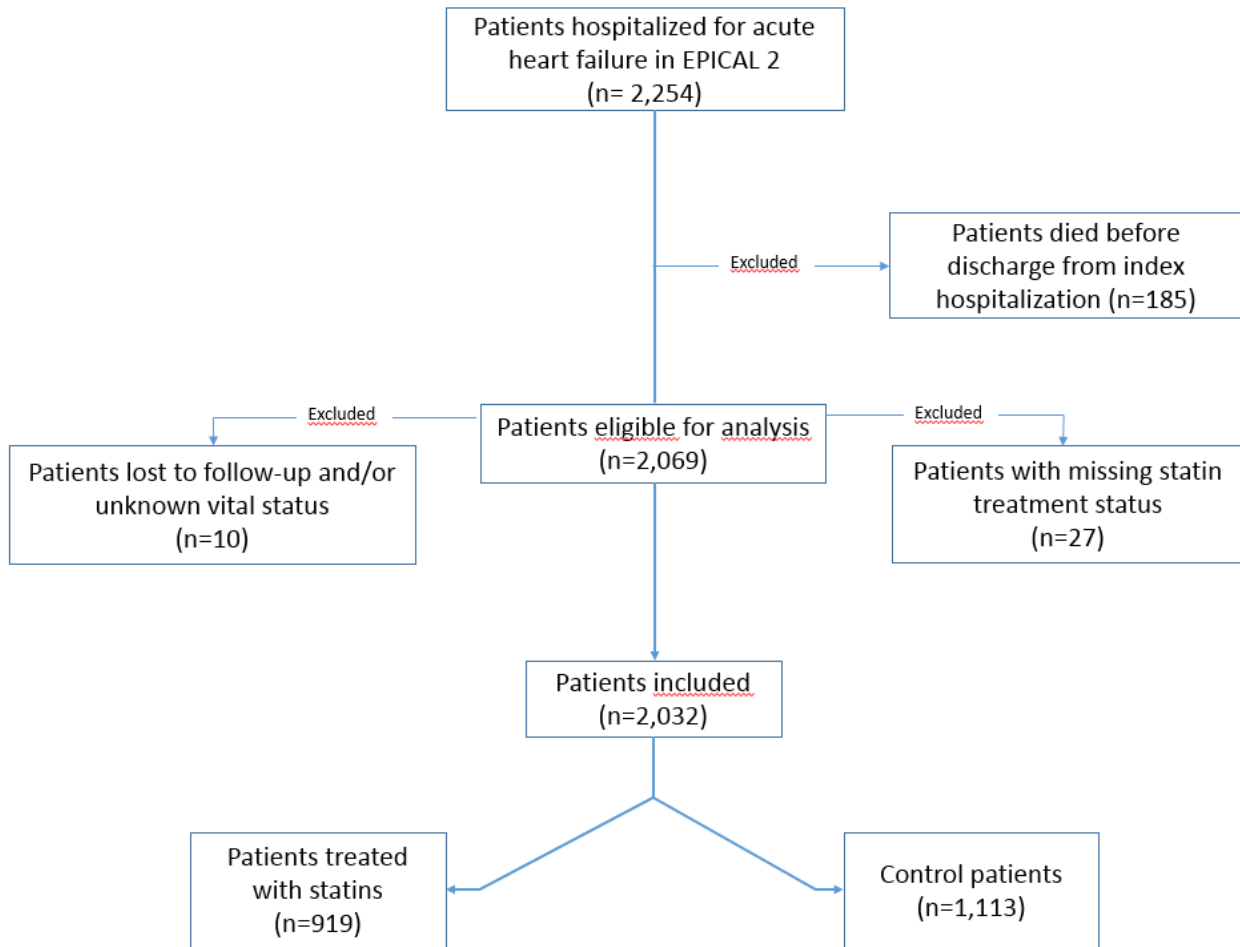 Patients hospitalized for acute
heart failure in EPICAL 2
(n= 2,254)
Excluded
Patients died before
discharge from index
hospitalization (n=185)
Excluded
Patients eligible for analysis
(n=2,069)
Excluded
Patients lost to follow-up and/or
unknown vital status
(n=10)
Patients with missing statin
treatment status
(n=27)
Patients included
(n=2,032)
Patients treated
with statins
(n=919)
Control patients
(n=1,113)